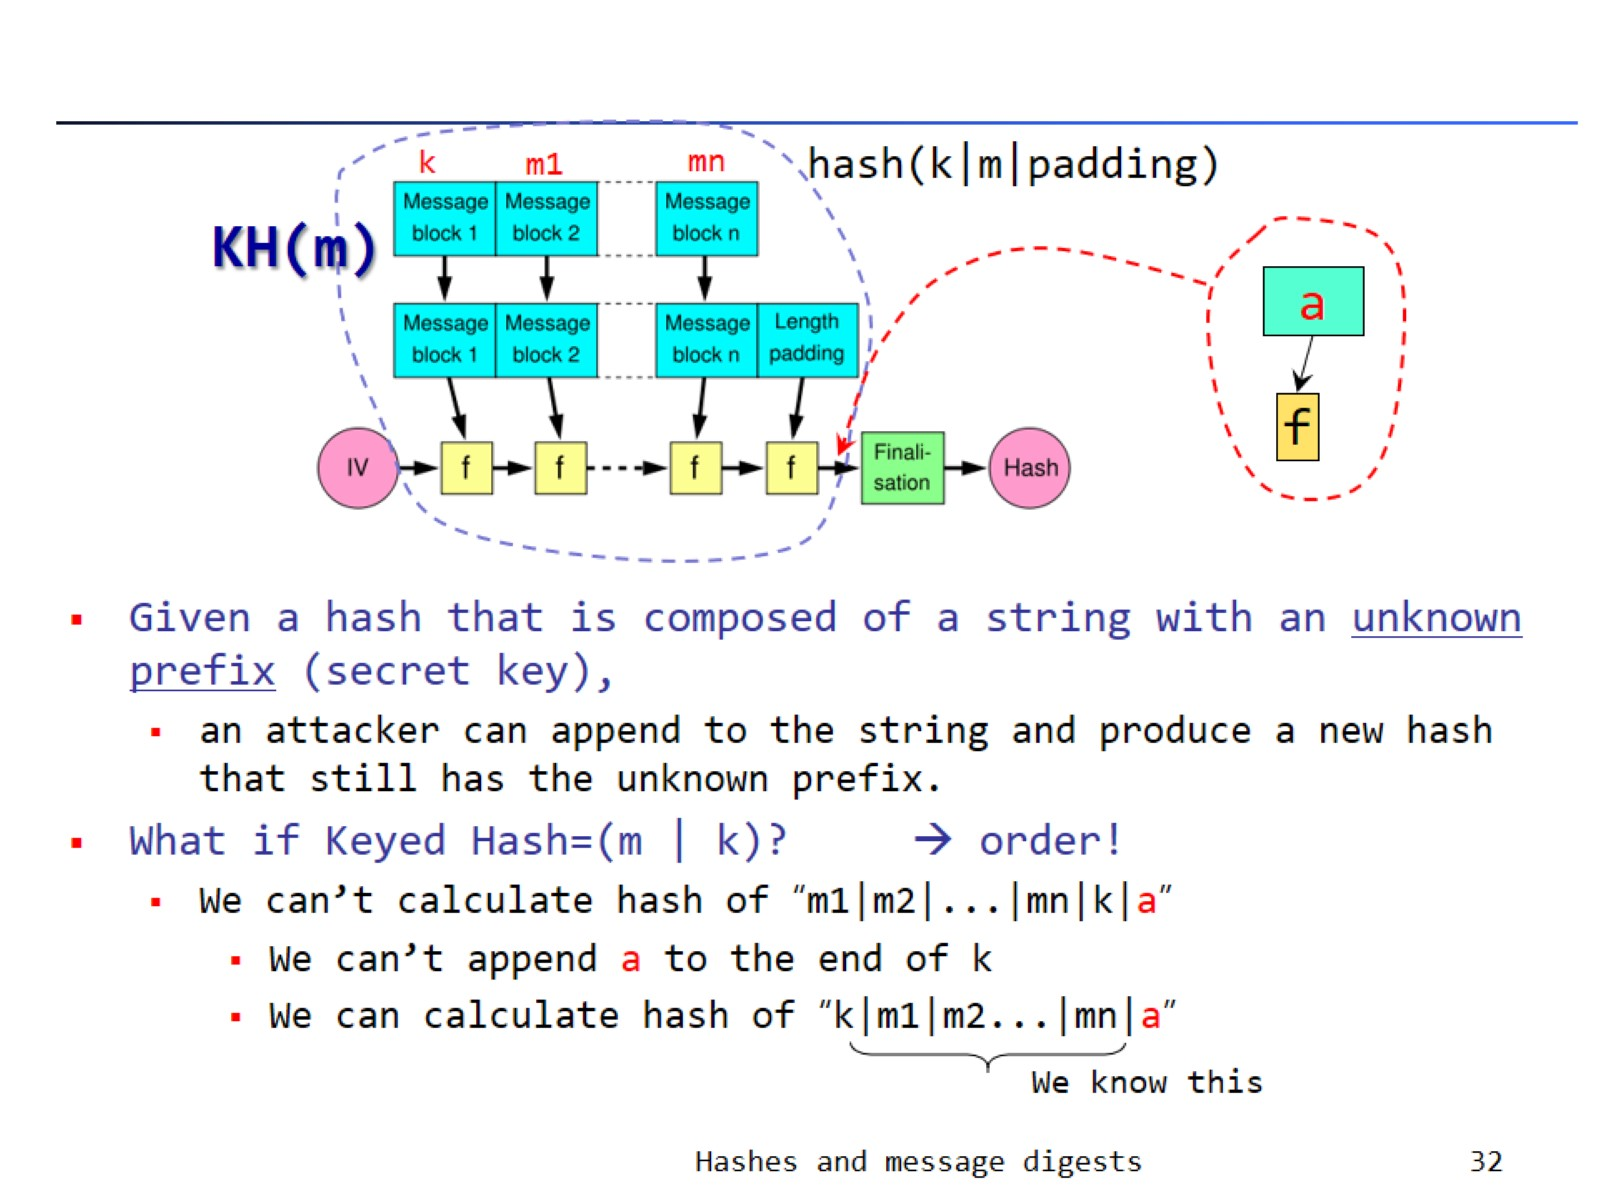 k m1 mn hash(k|m|padding)
Message block 1 Message block 2 Message block n
KH(m)
a
Message block 1 Message block 2 Message block n Length padding
f
IV f f f f Finali-sation Hash
▪ Given a hash that is composed of a string with an unknown
prefix (secret key),
▪ an attacker can append to the string and produce a new hash
that still has the unknown prefix.
▪ What if Keyed Hash=(m | k)? → order!
▪ We can’t calculate hash of “m1|m2|...|mn|k|a”
▪ We can’t append a to the end of k
▪ We can calculate hash of “k|m1|m2...|mn|a”
We know this
Hashes and message digests 32